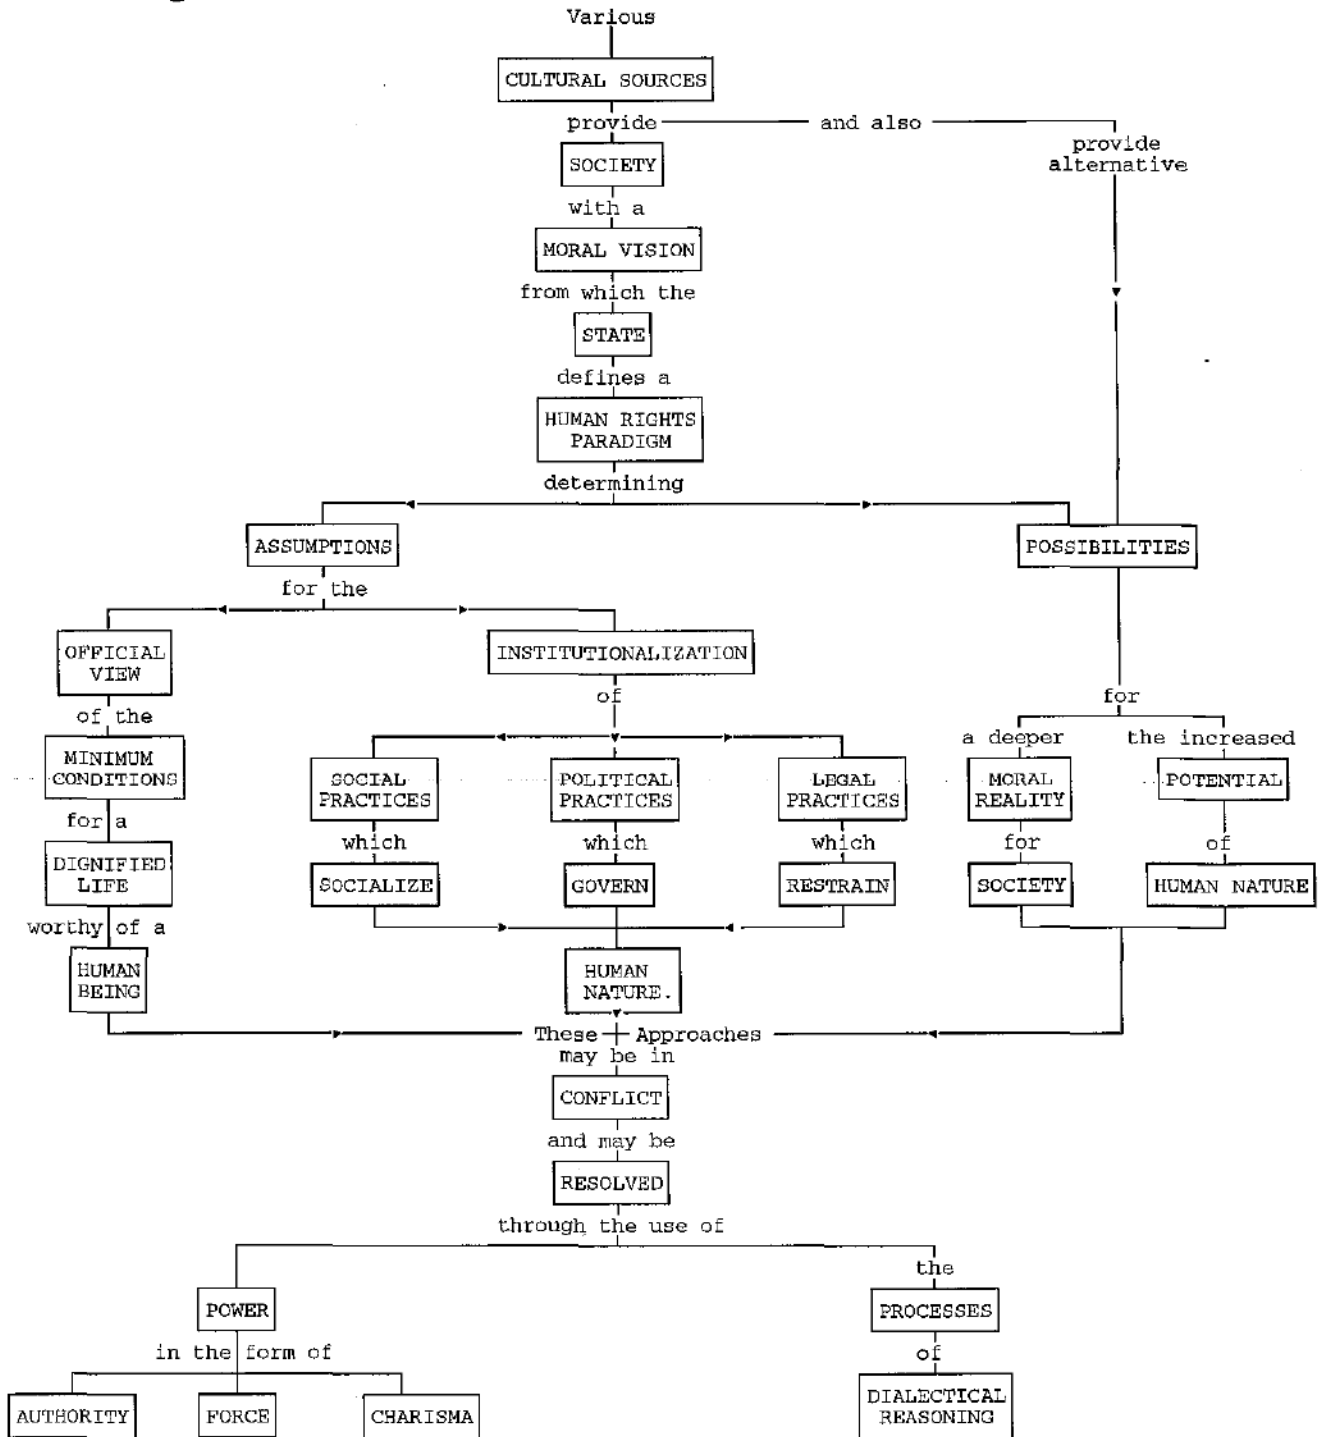 Various
CULTURAL SOURCES
provide and also
provide
alternative
SOCIETY
with a
MORAL VISION
from which the
STATE
defines a
HUMAN RIGHTS
PARADIGM
determining
ASSUMPTIONS
POSSIBILITIES
for the
OFFICIAL
VIEW
INSTITUTIONALIZATION
of the
of
for
MINIMUM
CONDITIONS
SOCIAL
PRACTICES
POLITICAL
PRACTICES
LEGAL
PRACTICES
a deeper
MORAL
REALITY
the increased
POTENTIAL
for a
which
which
which
for
of
DIGNIFIED
LIFE
SOCIALIZE
GOVERN
RESTRAIN
SOCIETY
HUMAN NATURE
worthy of a
HUMAN
BEING
HUMAN
NATURE.
These Approaches
may be in
CONFLICT
and may be
RESOLVED
through the use of
the
POWER
PROCESSES
in the form of
of
AUTHORITY
FORCE
CHARISMA
DIALECTICAL
REASONING